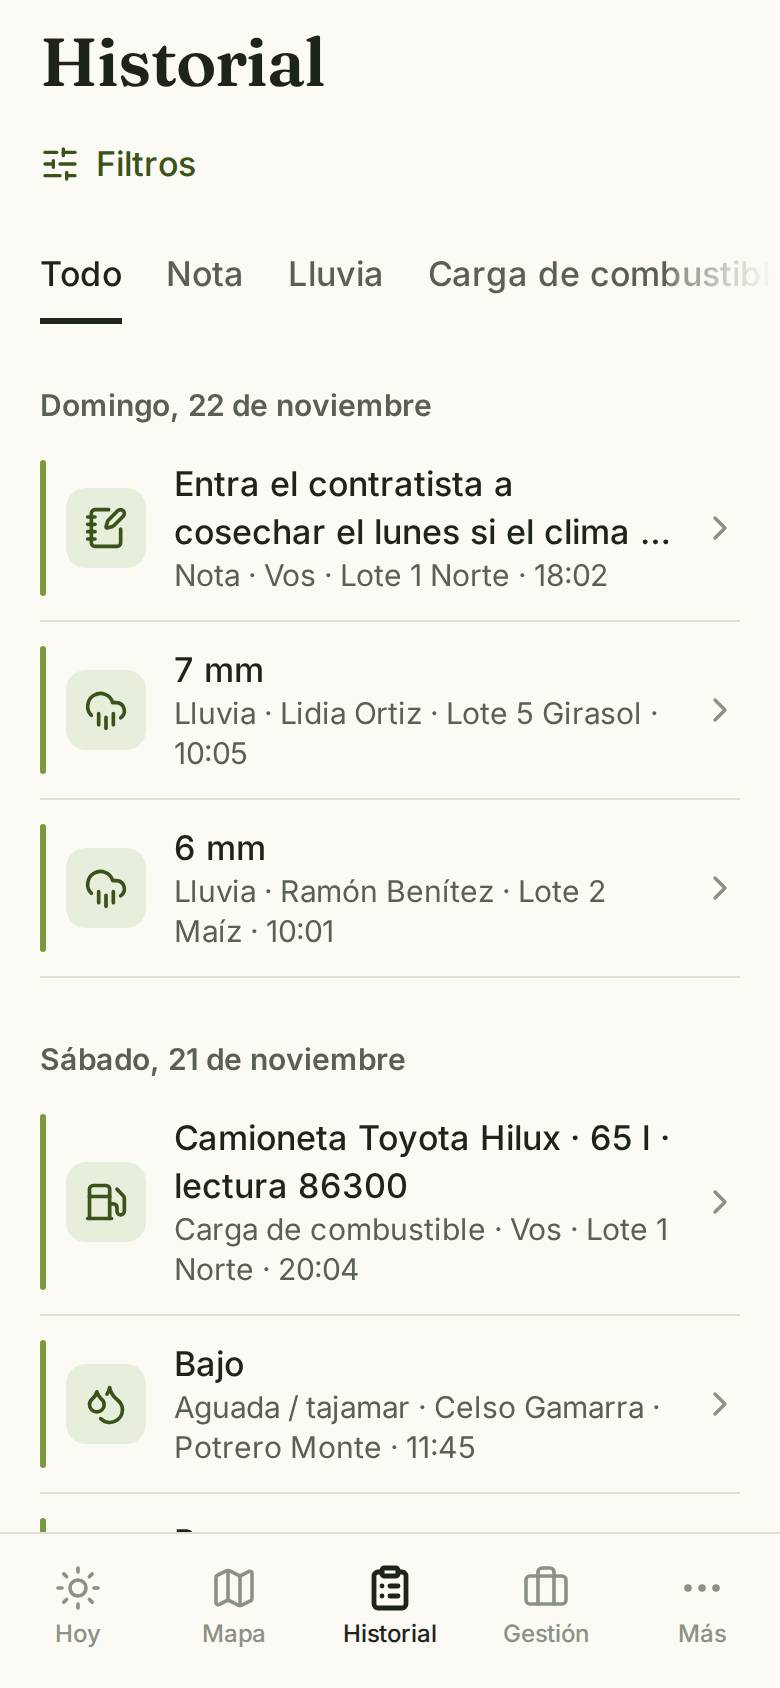 Historial
Filtros
Todo Nota Lluvia Carga de combustibl
Domingo, 22 de noviembre
Entra el contratista a
cosechar el lunes si el clima ...
Nota · Vos · Lote 1 Norte · 18:02
7 mm
Lluvia · Lidia Ortiz · Lote 5 Girasol ·
10:05
6 mm
Lluvia · Ramón Benítez · Lote 2
Maíz · 10:01
Sábado, 21 de noviembre
Camioneta Toyota Hilux · 65 l ·
lectura 86300
Carga de combustible · Vos · Lote 1
Norte · 20:04
Bajo
Aguada / tajamar · Celso Gamarra ·
Potrero Monte · 11:45
Hoy Mapa Historial Gestión Más